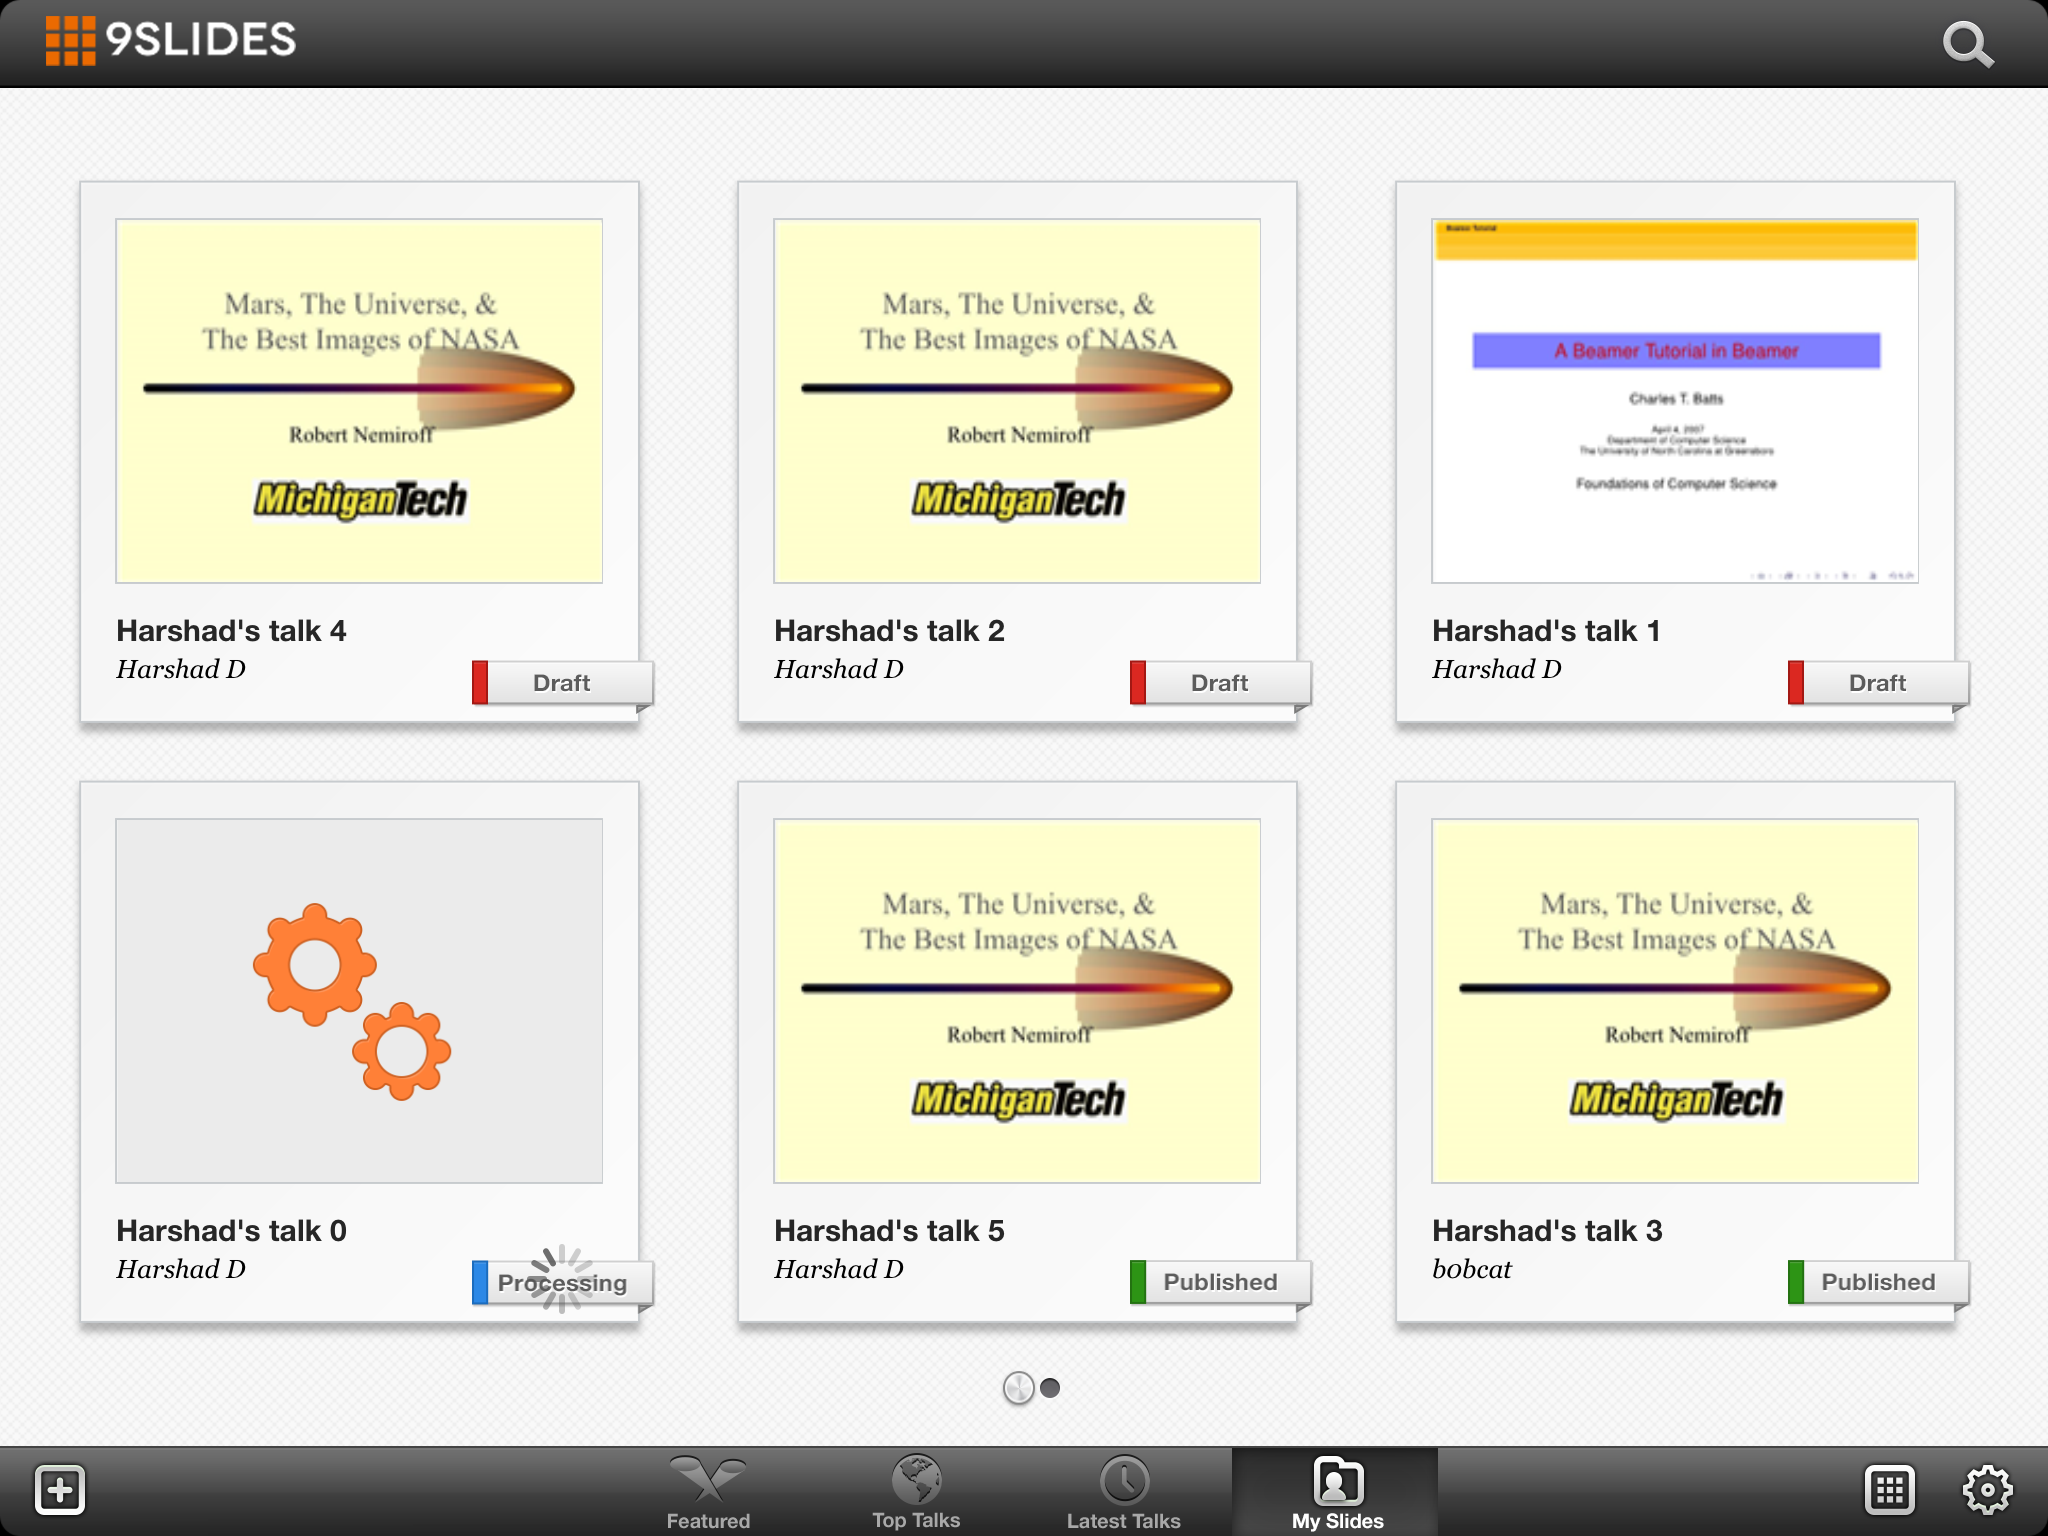 9SLIDES
Mars, The Universe, &
The Best Images of NASA
Robert Nemiroff
MichiganTech
Harshad's talk 4
Harshad D
Draft
Mars, The Universe, &
The Best Images of NASA
Robert Nemiroff
MichiganTech
Harshad's talk 2
Harshad D
Draft
Beamer Tutorial
A Beamer Tutorial in Beamer
Charles T. Batts
April 4, 2007
Department of Computer Science
The University of North Carolina at Greensboro
Foundations of Computer Science
Harshad's talk 1
Harshad D
Draft
Harshad's talk 0
Harshad D
Processing
Mars, The Universe, &
The Best Images of NASA
Robert Nemiroff
MichiganTech
Harshad's talk 5
Harshad D
Published
Mars, The Universe, &
The Best Images of NASA
Robert Nemiroff
MichiganTech
Harshad's talk 3
bobcat
Published
Featured
Top Talks
Latest Talks
My Slides